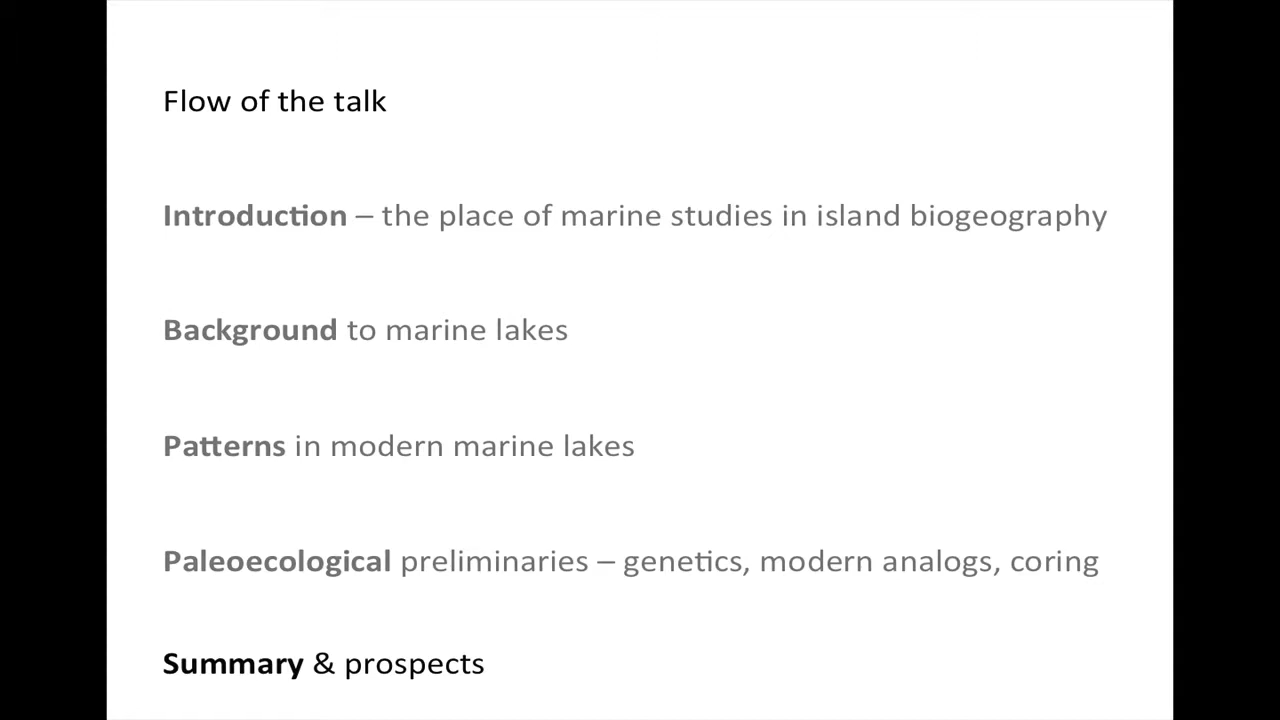 Flow of the talk
Introduction – the place of marine studies in island biogeography
Background to marine lakes
Patterns in modern marine lakes
Paleoecological preliminaries – genetics, modern analogs, coring
Summary & prospects